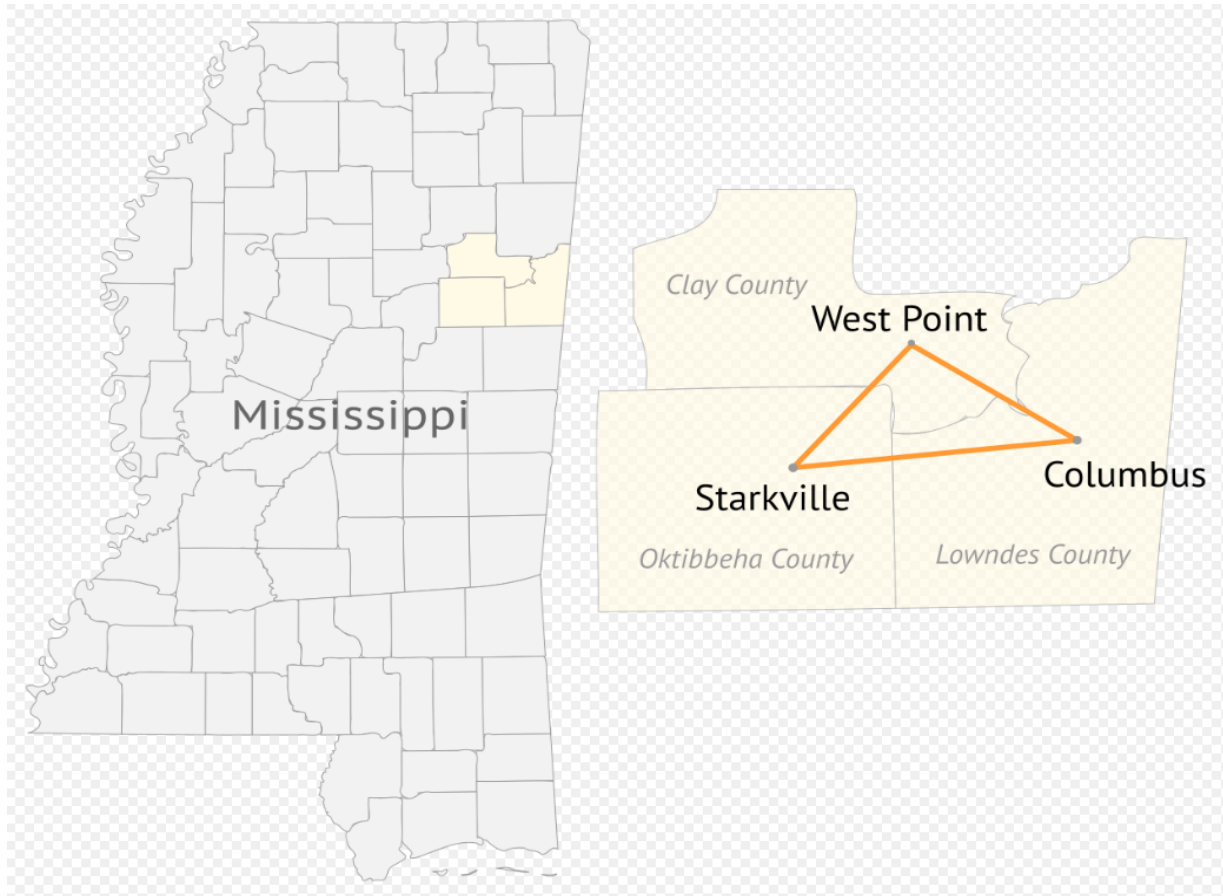 Mississippi
Clay County
West Point
Starkville
Columbus
Oktibbeha County
Lowndes County